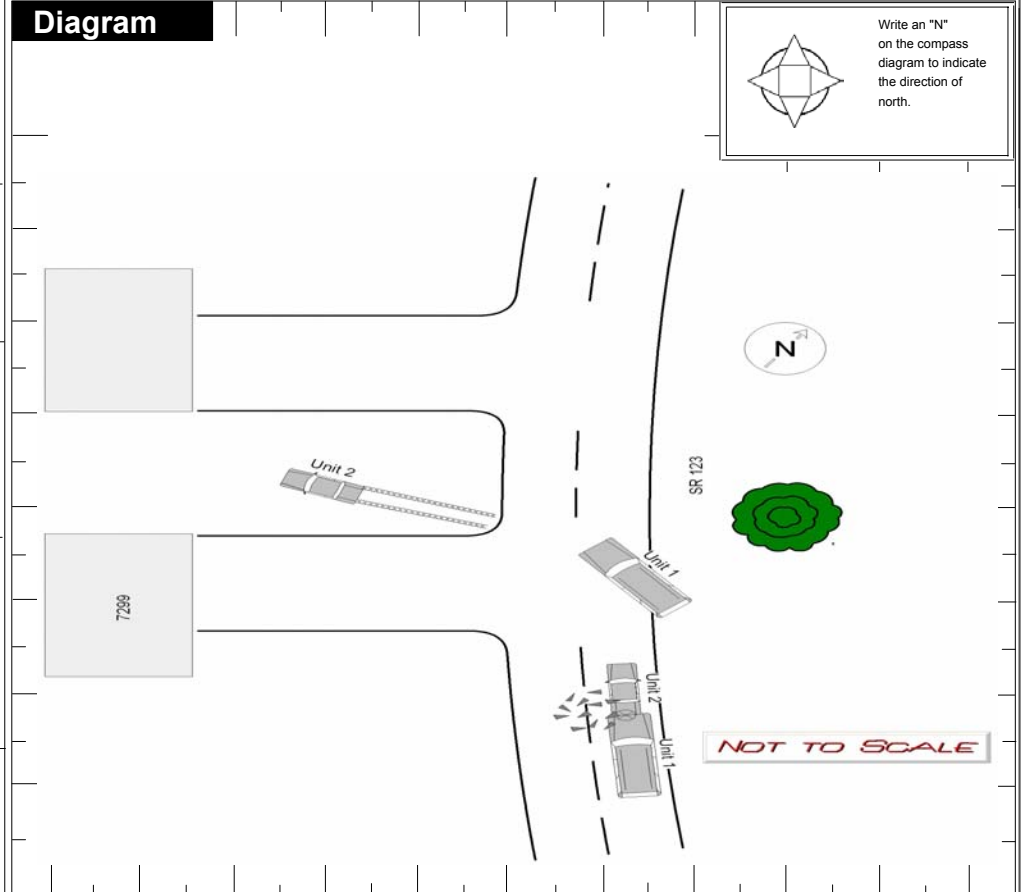 Diagram
Write an "N"
on the compass
diagram to indicate
the direction of
north.
N
Unit 2
SR 123
Unit 1
7299
Unit 2
Unit 1
NOT TO SCALE